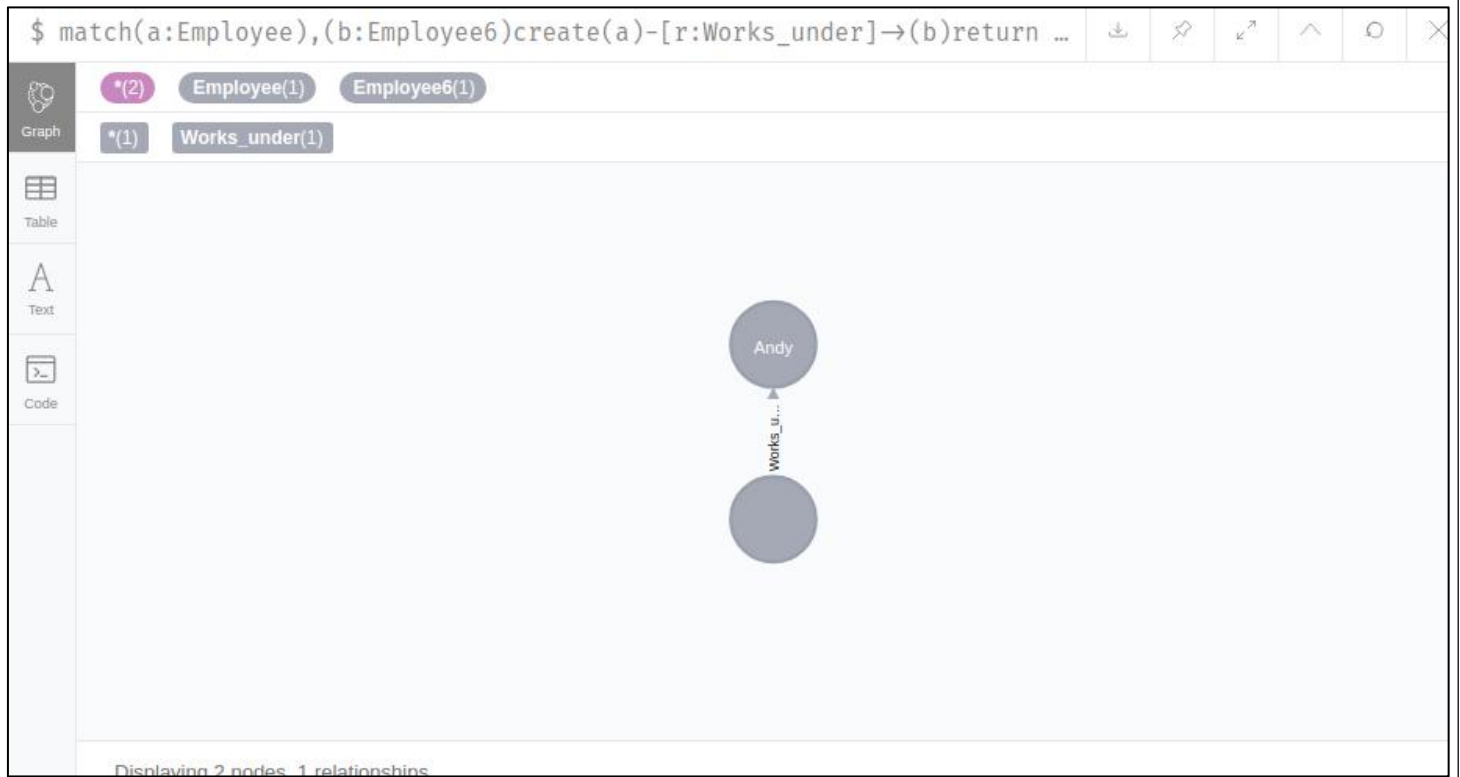 $ match(a:Employee),(b:Employee6)create(a)-[r:Works_under]→(b)return …
*(2) Employee(1) Employee6(1)
Graph
*(1) Works_under(1)
Table
A
Text
>_
Code
Andy
Works_u...
Displaying 2 nodes, 1 relationships.